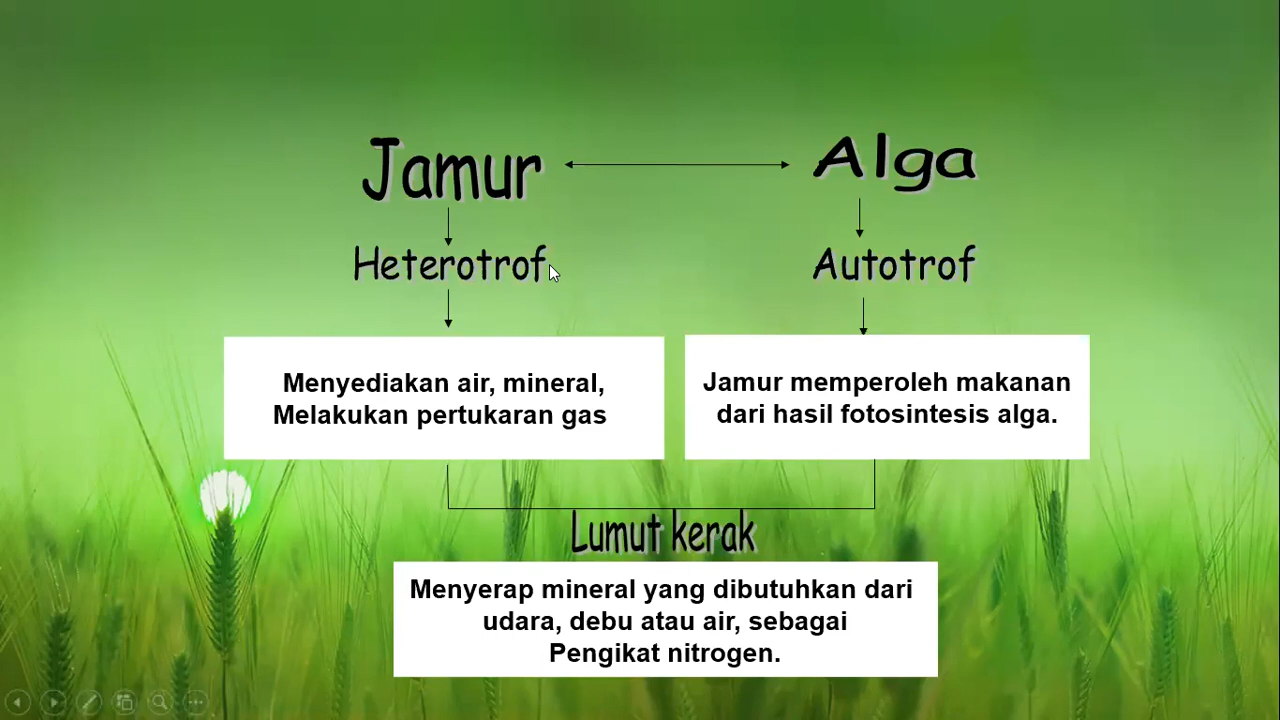 Jamur
Alga
Heterotrof
Autotrof
Menyediakan air, mineral,
Melakukan pertukaran gas
Jamur memperoleh makanan
dari hasil fotosintesis alga.
Lumut kerak
Menyerap mineral yang dibutuhkan dari
udara, debu atau air, sebagai
Pengikat nitrogen.